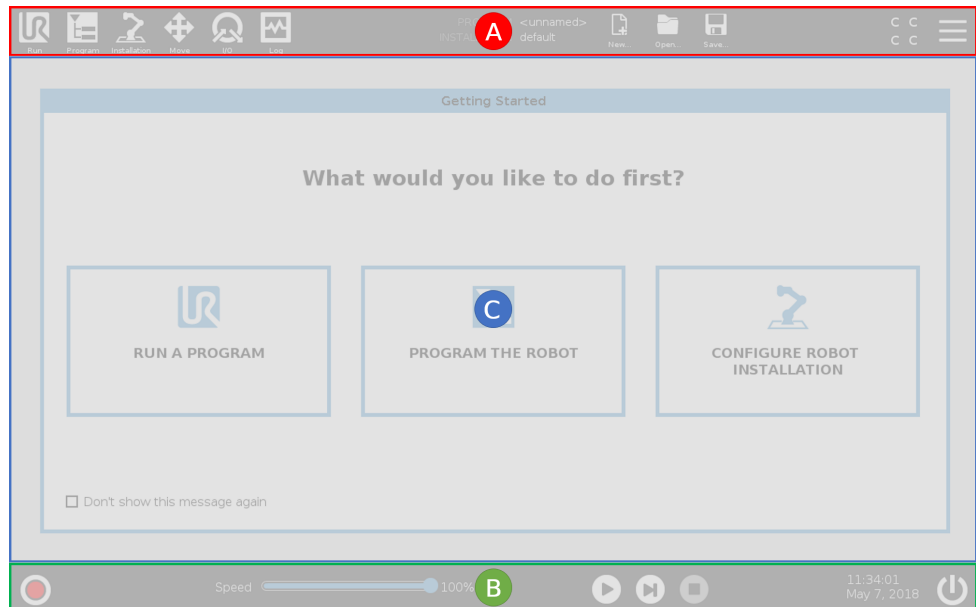 Run Program Installation Move I/O Log
<unnamed>
default
New... Open... Save...
C C
C C
A
Getting Started
What would you like to do first?
C
RUN A PROGRAM
PROGRAM THE ROBOT
CONFIGURE ROBOT
INSTALLATION
Don't show this message again
Speed 100%
B
11:34:01
May 7, 2018